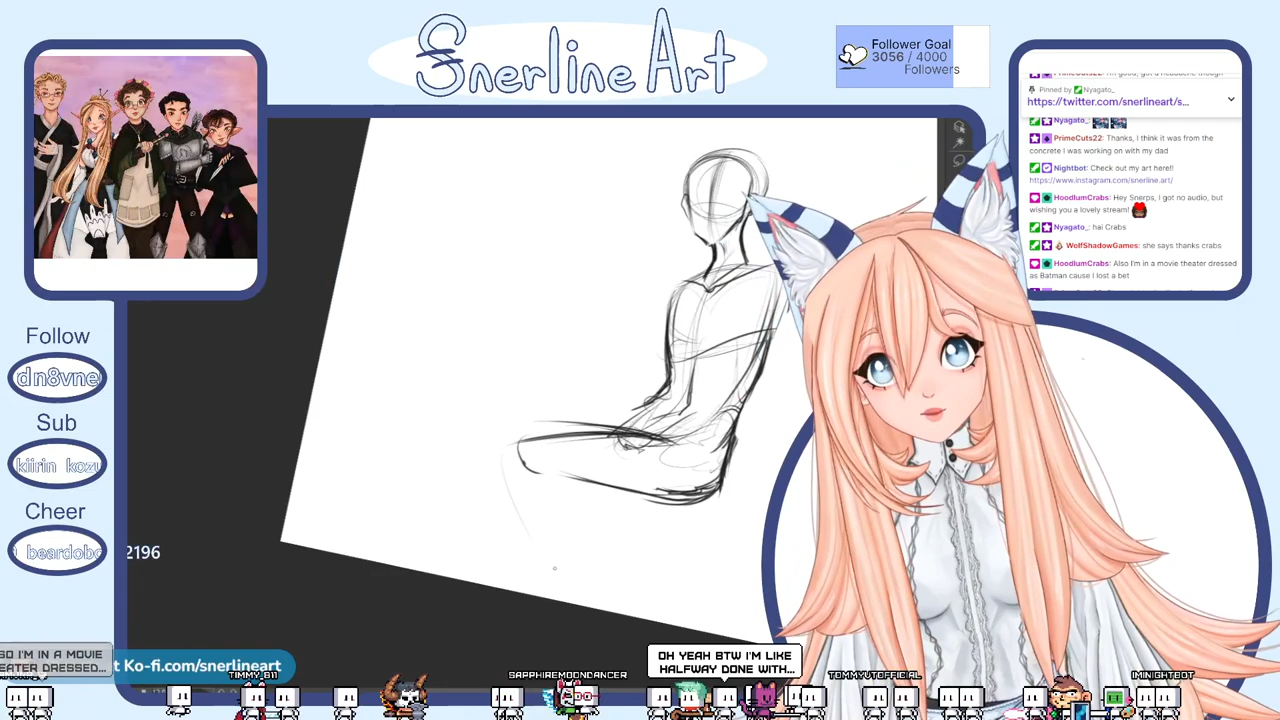 Snerline Art
Follower Goal
3056 / 4000
Followers
Pinned by Nyagato_
https://twitter.com/snerlineart/s...
Nyagato_:
PrimeCuts22: Thanks, I think it was from the
concrete I was working on with my dad
Nightbot: Check out my art here!!
https://www.instagram.com/snerline.art/
HoodlumCrabs: Hey Snerps, I got no audio, but
wishing you a lovely stream!
Nyagato_: hai Crabs
WolfShadowGames: she says thanks crabs
HoodlumCrabs: Also I'm in a movie theater dressed
as Batman cause I lost a bet
Follow
dn8vne
Sub
kiirin_kozu
Cheer
beardobe
2196
SO I'M IN A MOVIE
EATER DRESSED...
t Ko-fi.com/snerlineart
OH YEAH BTW I'M LIKE
HALFWAY DONE WITH...
TIMMY_B11
SAPPHIREMOONDANCER
TOMMYVTOFFICIAL
IMINIGHTBOT